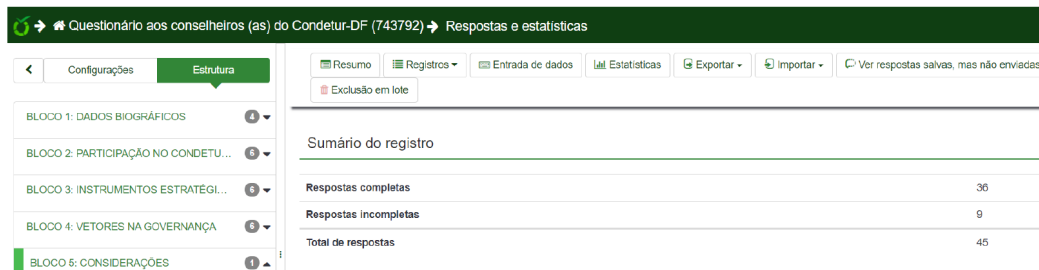 Questionário aos conselheiros (as) do Condetur-DF (743792) Respostas e estatísticas
Configurações Estrutura
BLOCO 1: DADOS BIOGRÁFICOS 4
BLOCO 2: PARTICIPAÇÃO NO CONDETU... 6
BLOCO 3: INSTRUMENTOS ESTRATÉGI... 6
BLOCO 4: VETORES NA GOVERNANÇA 6
BLOCO 5: CONSIDERAÇÕES 1
Resumo Registros Entrada de dados Estatísticas Exportar Importar Ver respostas salvas, mas não enviadas
Exclusão em lote
Sumário do registro
Respostas completas 36
Respostas incompletas 9
Total de respostas 45